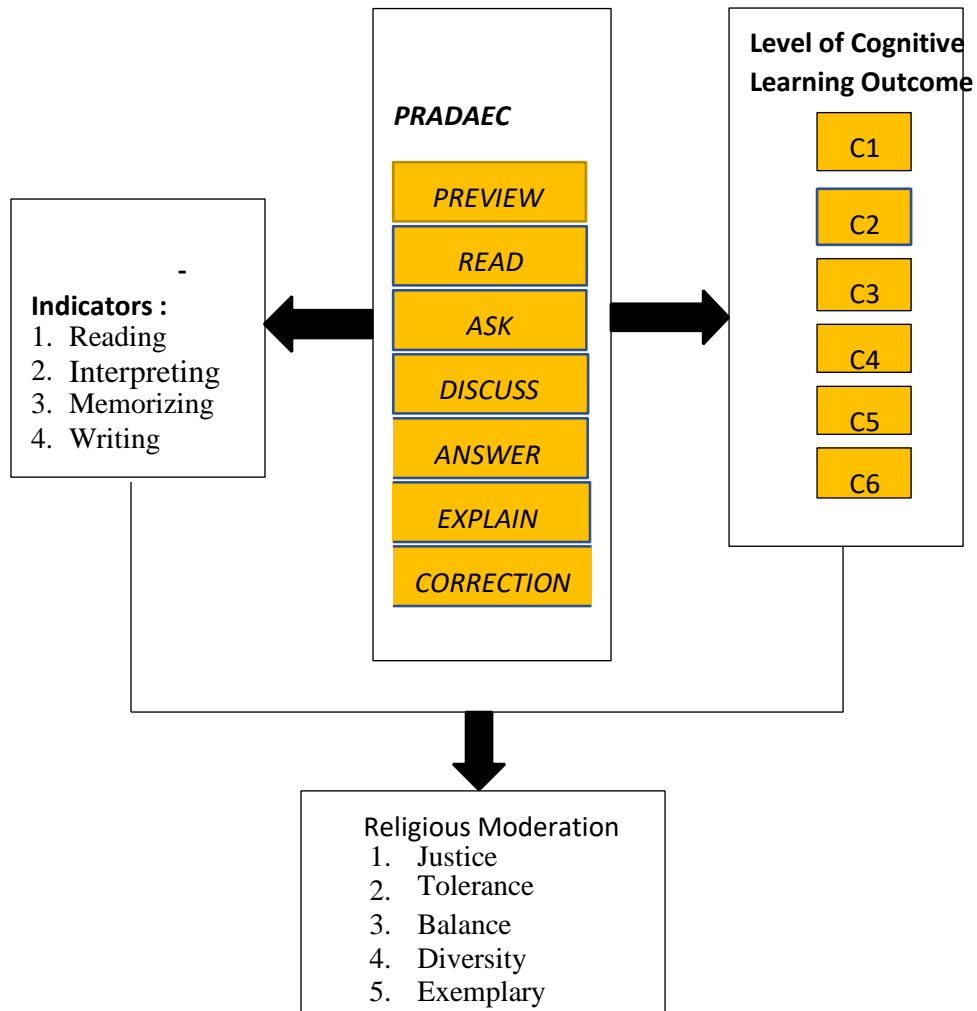 PRADAEC
PREVIEW
READ
ASK
DISCUSS
ANSWER
EXPLAIN
CORRECTION
-
Indicators :
1. Reading
2. Interpreting
3. Memorizing
4. Writing
Level of Cognitive
Learning Outcome
C1
C2
C3
C4
C5
C6
Religious Moderation
1. Justice
2. Tolerance
3. Balance
4. Diversity
5. Exemplary